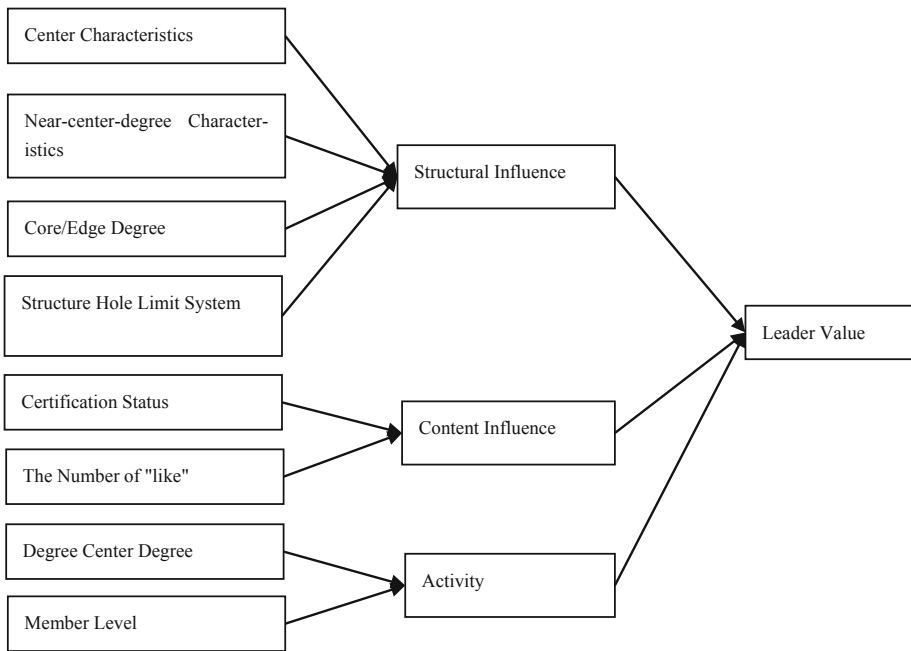 Center Characteristics
Near-center-degree Character-
istics
Core/Edge Degree
Structure Hole Limit System
Certification Status
The Number of "like"
Degree Center Degree
Member Level
Structural Influence
Content Influence
Activity
Leader Value